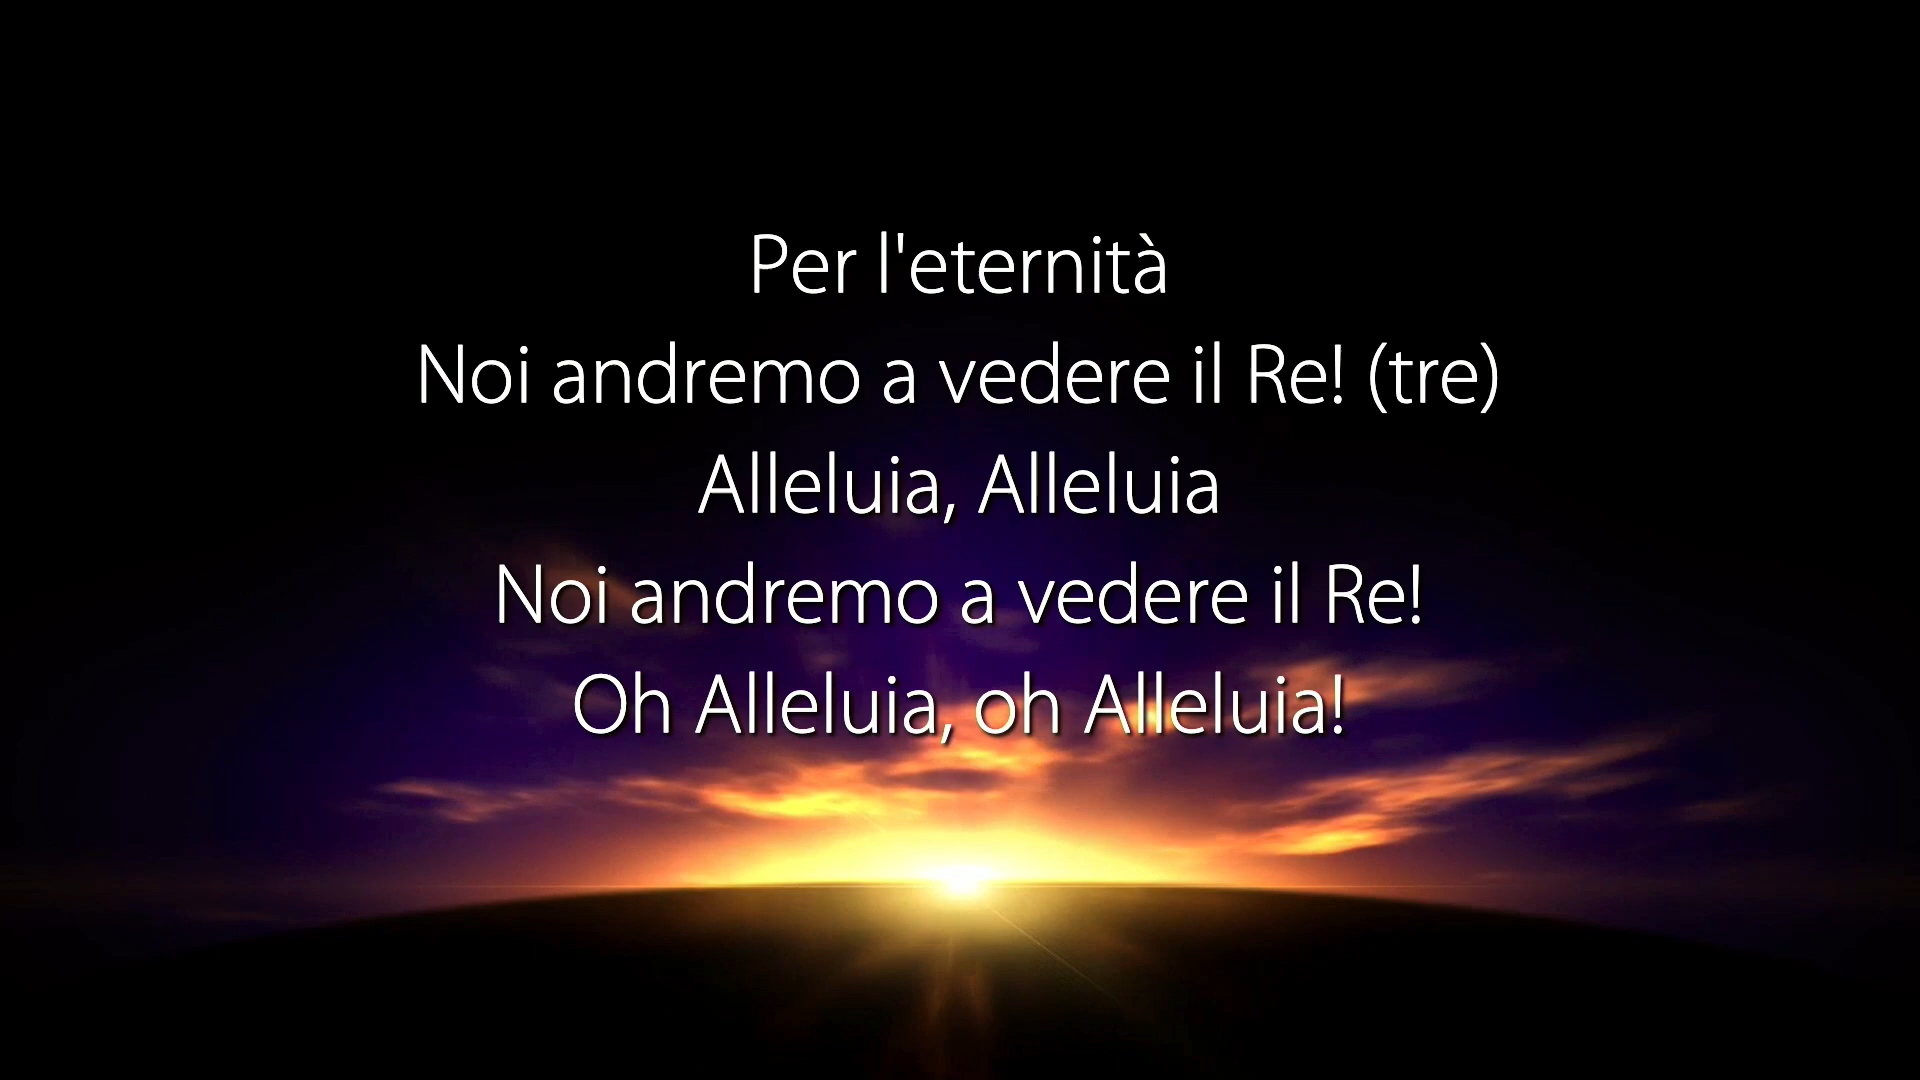 Per l'eternità
Noi andremo a vedere il Re! (tre)
Alleluia, Alleluia
Noi andremo a vedere il Re!
Oh Alleluia, oh Alleluia!